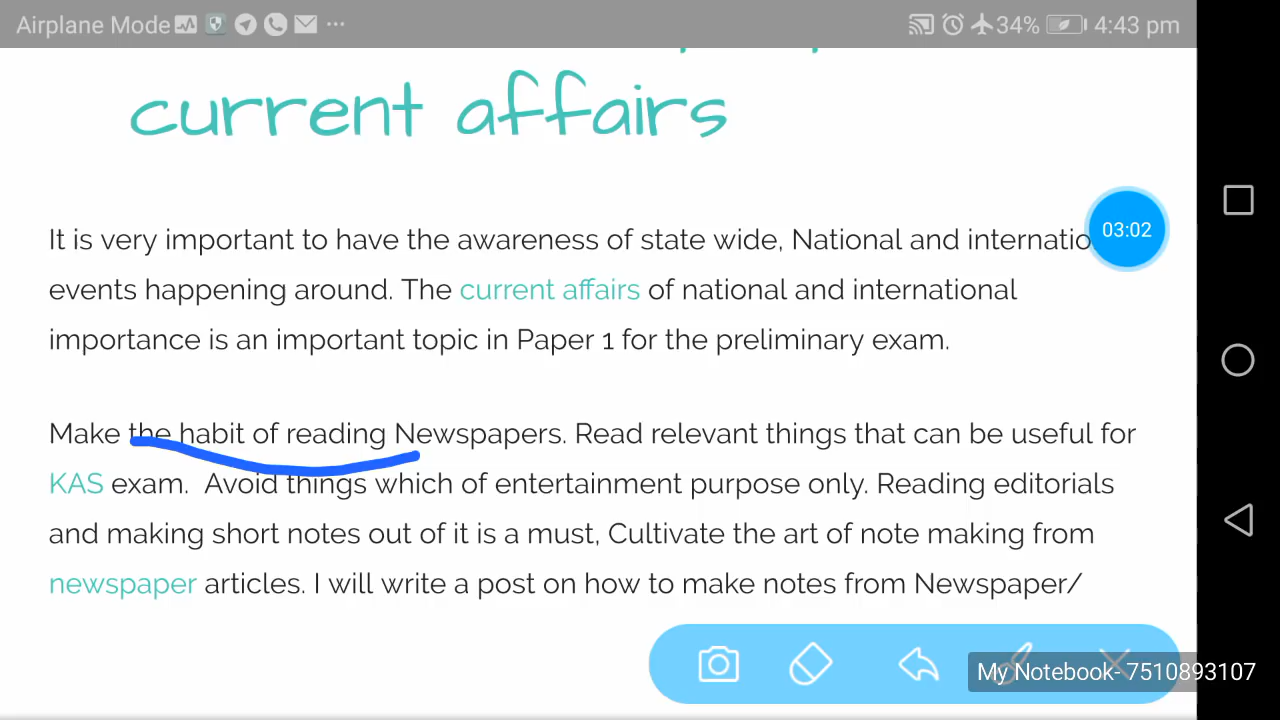 Airplane Mode ··· 34% 4:43 pm
current affairs
It is very important to have the awareness of state wide, National and internatio
03:02
events happening around. The current affairs of national and international
importance is an important topic in Paper 1 for the preliminary exam.
Make the habit of reading Newspapers. Read relevant things that can be useful for
KAS exam.  Avoid things which of entertainment purpose only. Reading editorials
and making short notes out of it is a must, Cultivate the art of note making from
newspaper articles. I will write a post on how to make notes from Newspaper/
My Notebook- 7510893107